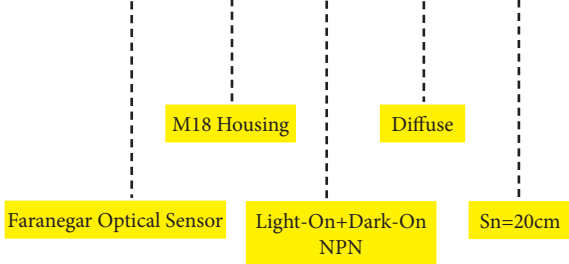 M18 Housing
Diffuse
Faranegar Optical Sensor
Light-On+Dark-On
NPN
Sn=20cm